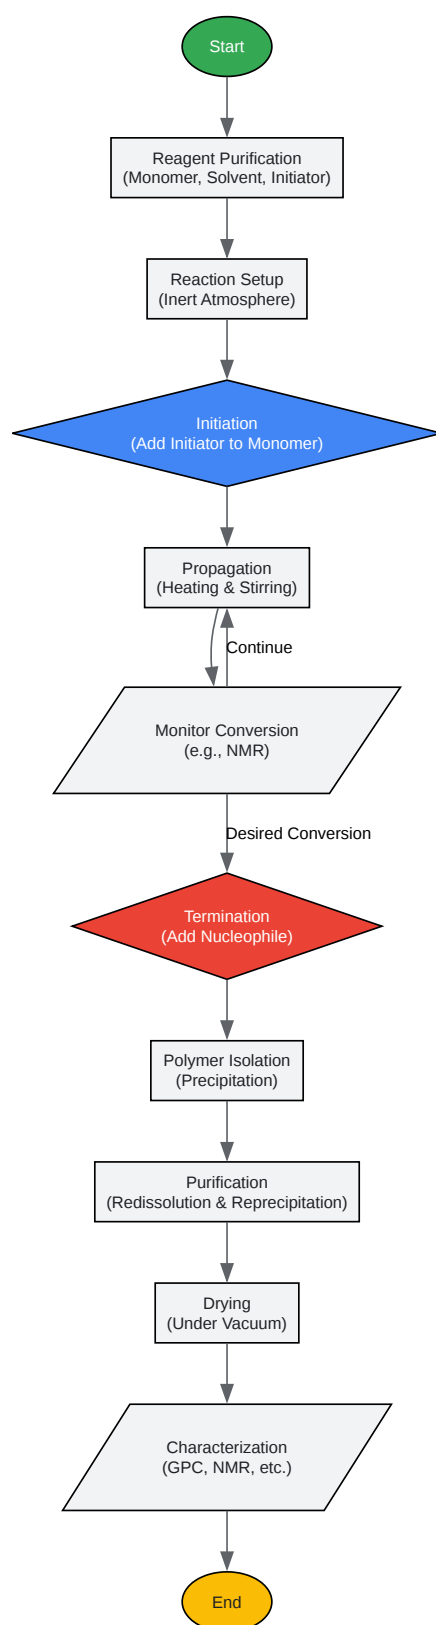 Start
Reagent Purification
(Monomer, Solvent, Initiator)
Reaction Setup
(Inert Atmosphere)
Initiation
(Add Initiator to Monomer)
Propagation
(Heating & Stirring)
Continue
Monitor Conversion
(e.g., NMR)
Desired Conversion
Termination
(Add Nucleophile)
Polymer Isolation
(Precipitation)
Purification
(Redissolution & Reprecipitation)
Drying
(Under Vacuum)
Characterization
(GPC, NMR, etc.)
End